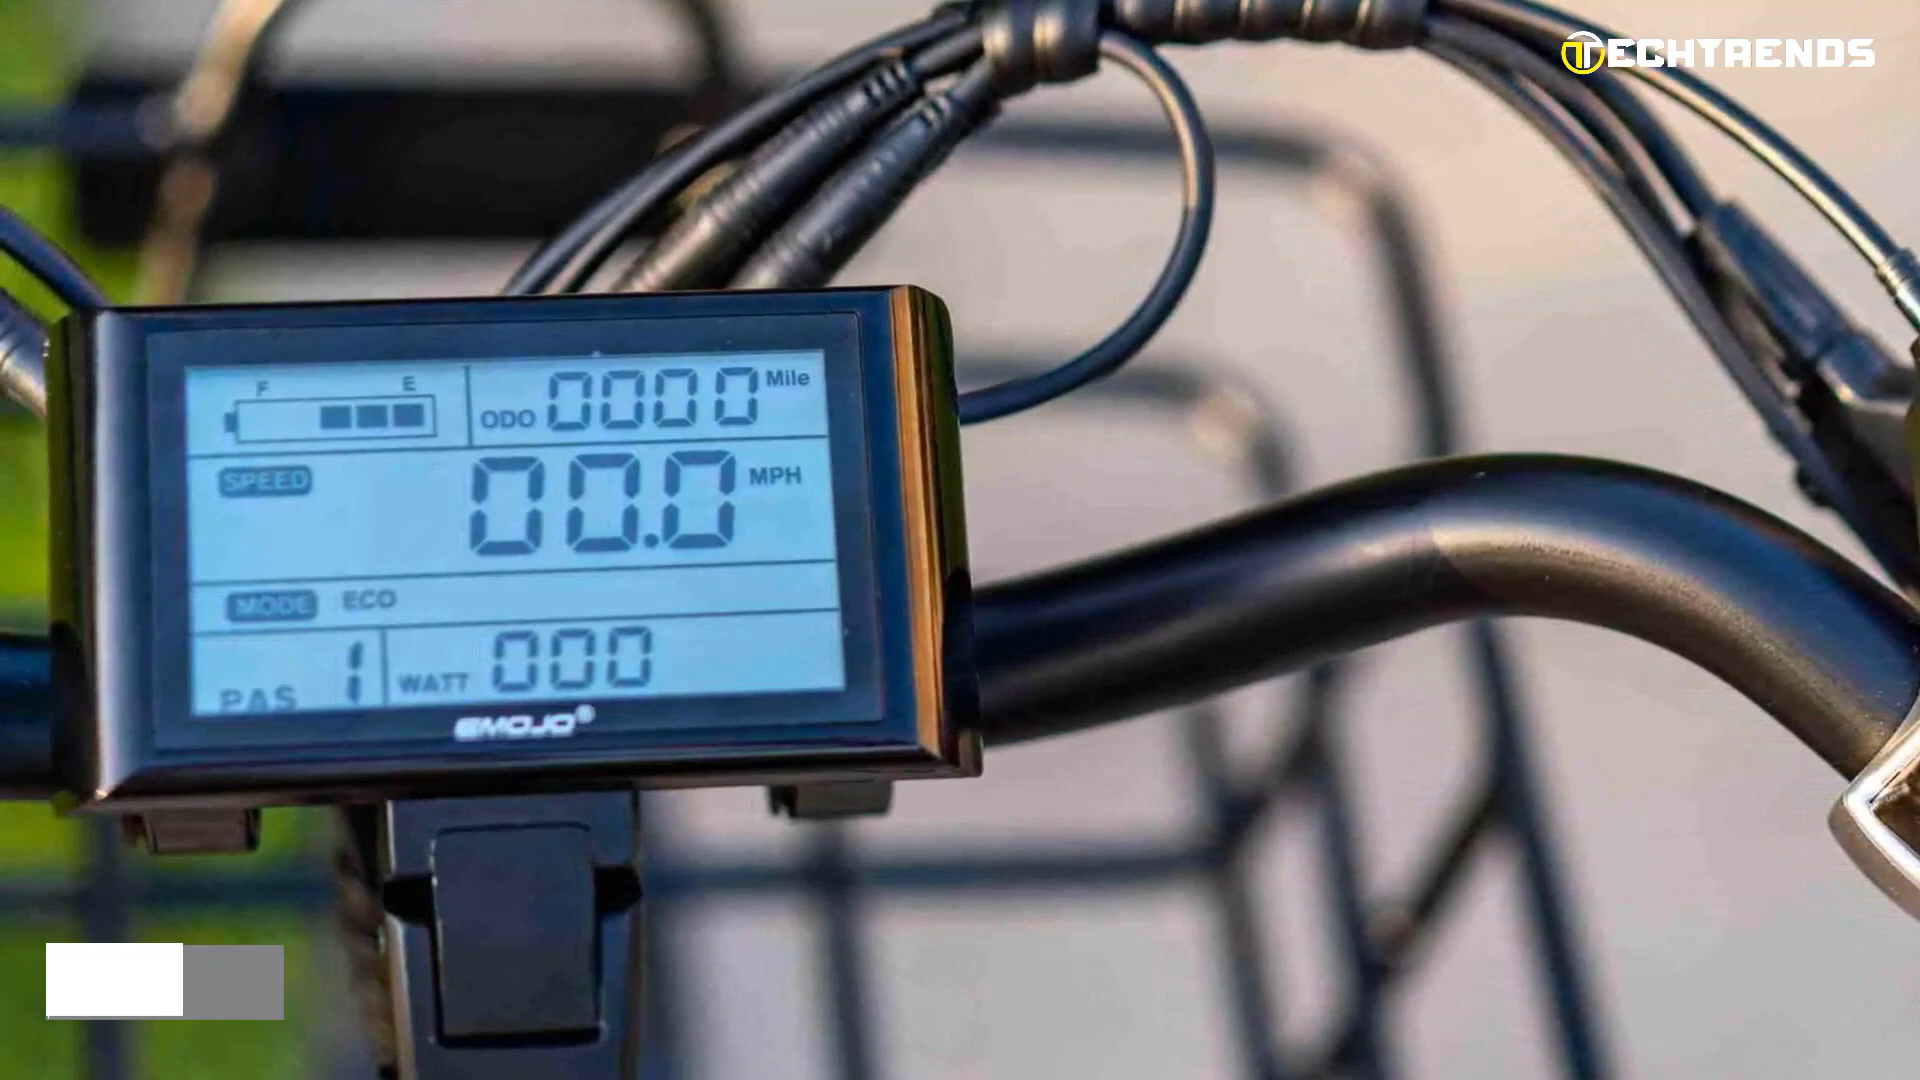 TECHTRENDS
F E
ODO 0000 Mile
SPEED 00.0 MPH
MODE ECO
PAS 1 WATT 000
EMOJO®